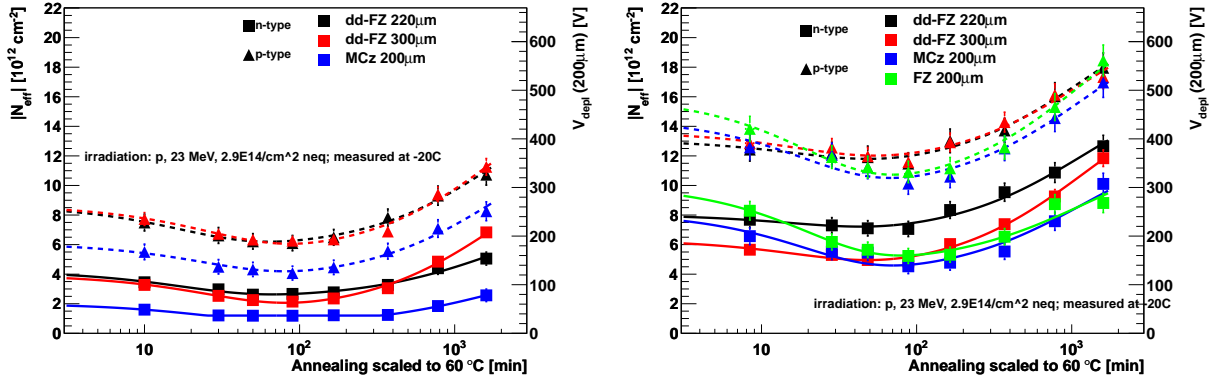 |N_eff| [10^12 cm^-2]
22
20
18
16
14
12
10
8
6
4
2
0
n-type
p-type
dd-FZ 220μm
dd-FZ 300μm
MCz 200μm
irradiation: p, 23 MeV, 2.9E14/cm^2 neq; measured at -20C
600
500
400
300
200
100
0
V_depl (200μm) [V]
10
10^2
10^3
Annealing scaled to 60 °C [min]
|N_eff| [10^12 cm^-2]
22
20
18
16
14
12
10
8
6
4
2
0
n-type
p-type
dd-FZ 220μm
dd-FZ 300μm
MCz 200μm
FZ 200μm
irradiation: p, 23 MeV, 2.9E14/cm^2 neq; measured at -20C
600
500
400
300
200
100
0
V_depl (200μm) [V]
10
10^2
10^3
Annealing scaled to 60 °C [min]